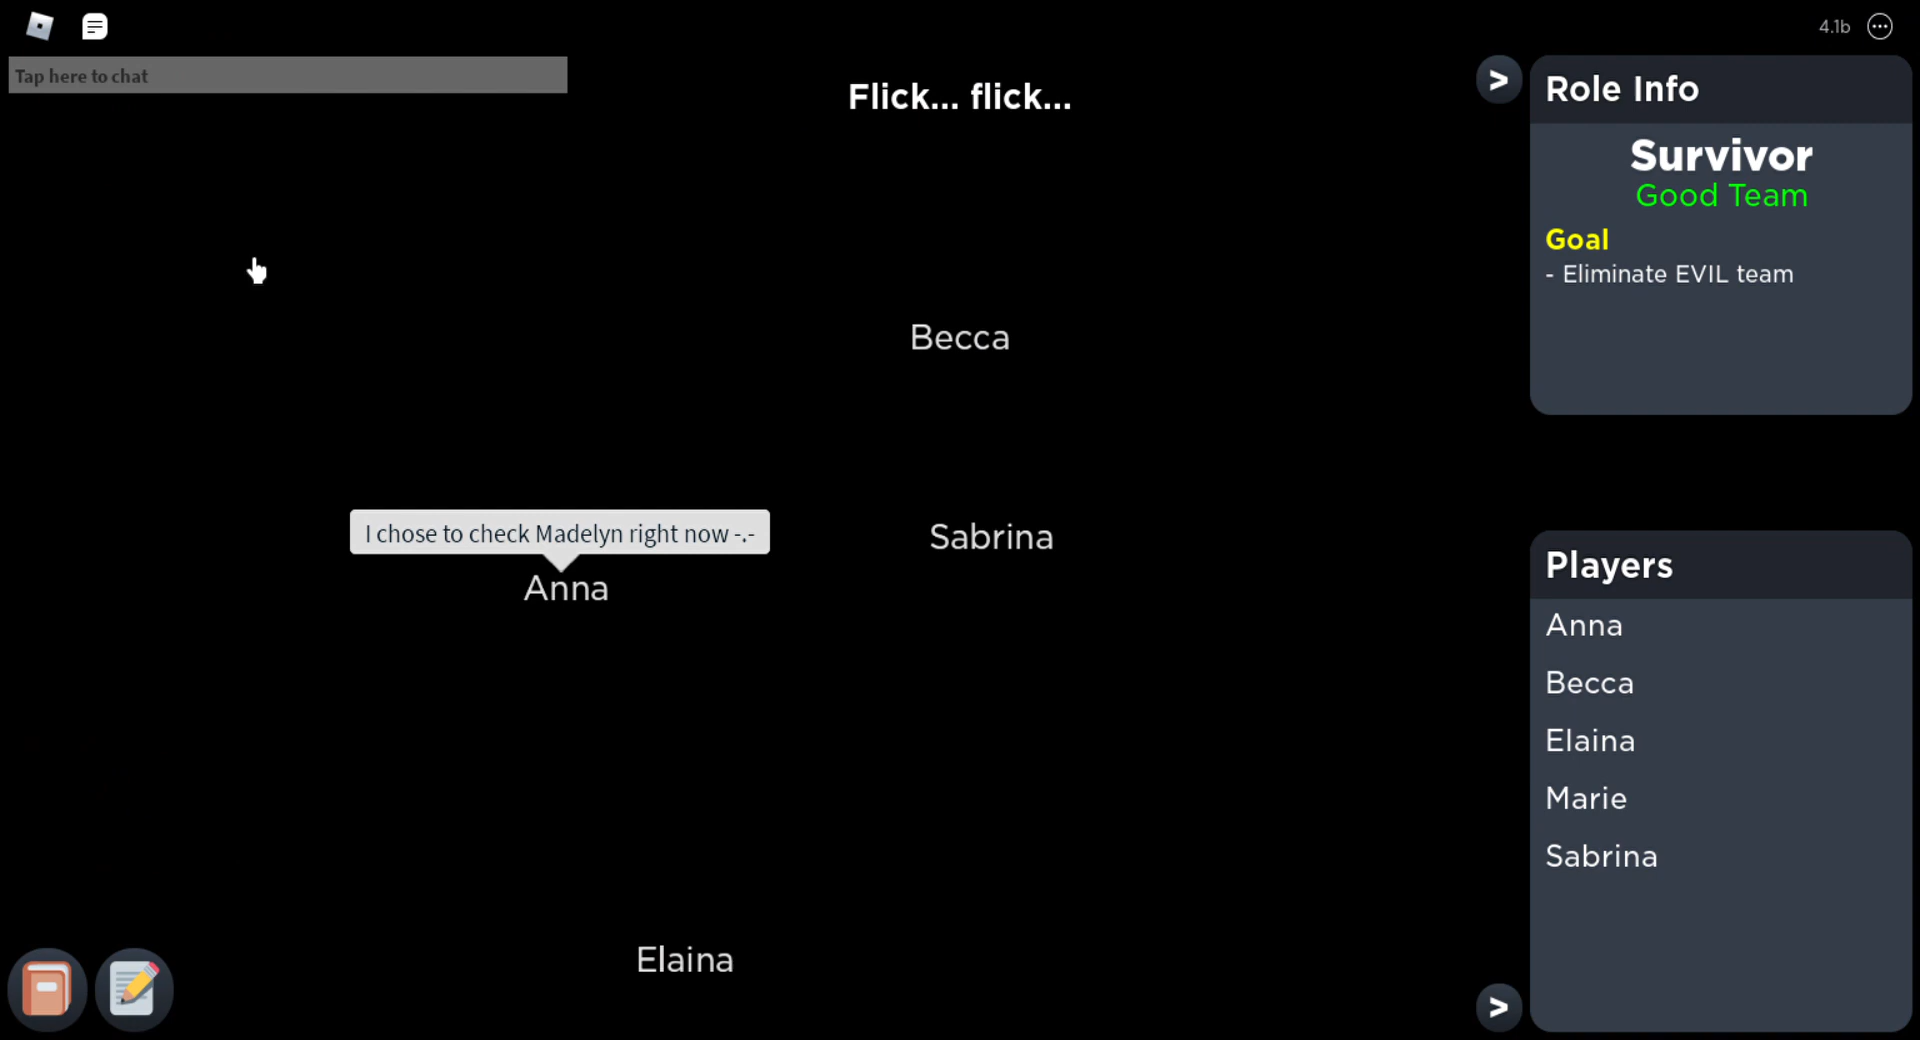 4.1b
Tap here to chat
Flick... flick...
>
Role Info
Survivor
Good Team
Goal
- Eliminate EVIL team
Becca
I chose to check Madelyn right now -.-
Sabrina
Anna
Elaina
Players
Anna
Becca
Elaina
Marie
Sabrina
>